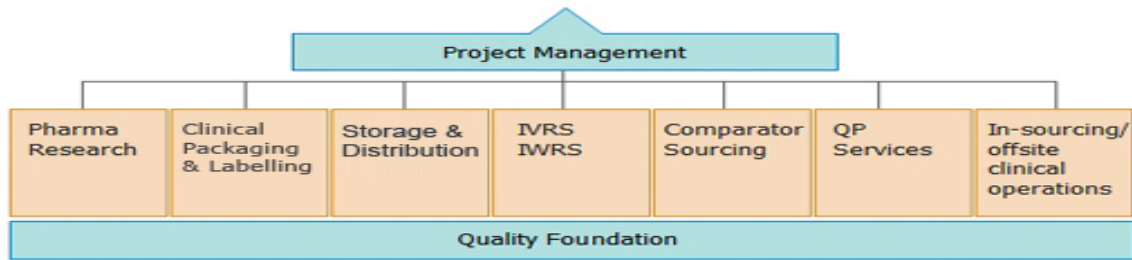 Project Management
Pharma
Research
Clinical
Packaging
& Labelling
Storage &
Distribution
IVRS
IWRS
Comparator
Sourcing
QP
Services
In-sourcing/
offsite
clinical
operations
Quality Foundation